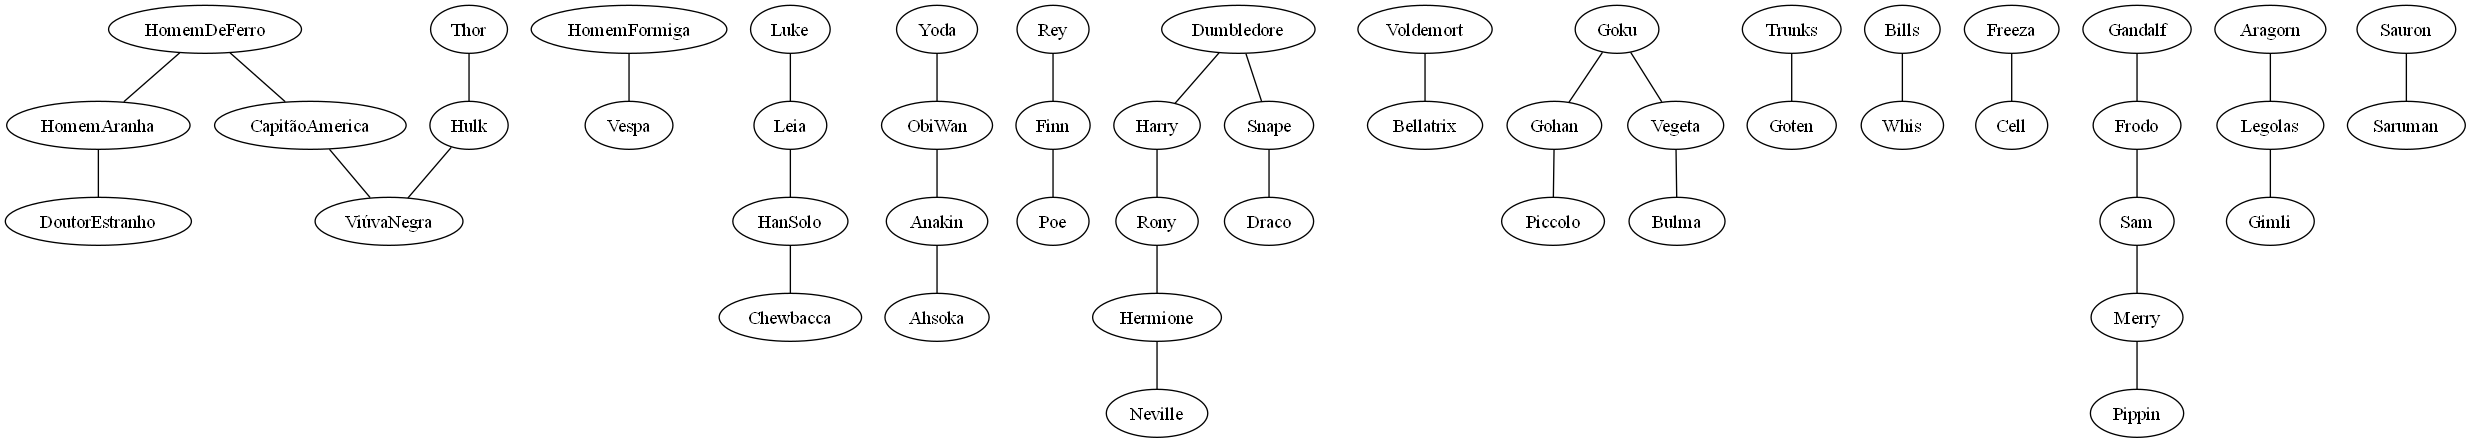 HomemDeFerro
Thor
HomemFormiga
Luke
Yoda
Rey
Dumbledore
Voldemort
Goku
Trunks
Bills
Freeza
Gandalf
Aragorn
Sauron
HomemAranha
CapitãoAmerica
Hulk
Vespa
Leia
ObiWan
Finn
Harry
Snape
Bellatrix
Gohan
Vegeta
Goten
Whis
Cell
Frodo
Legolas
Saruman
DoutorEstranho
ViúvaNegra
HanSolo
Anakin
Poe
Rony
Draco
Piccolo
Bulma
Sam
Gimli
Chewbacca
Ahsoka
Hermione
Merry
Neville
Pippin